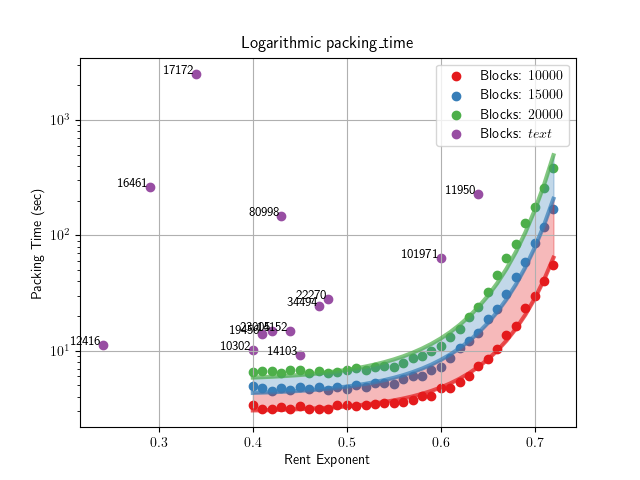 Logarithmic packing_time
17172
Blocks: 10000
Blocks: 15000
Blocks: 20000
Blocks: text
10³
16461
11950
80998
10²
101971
Packing Time (sec)
22270
34494
12416
10302
14103
10¹
0.3 0.4 0.5 0.6 0.7
Rent Exponent